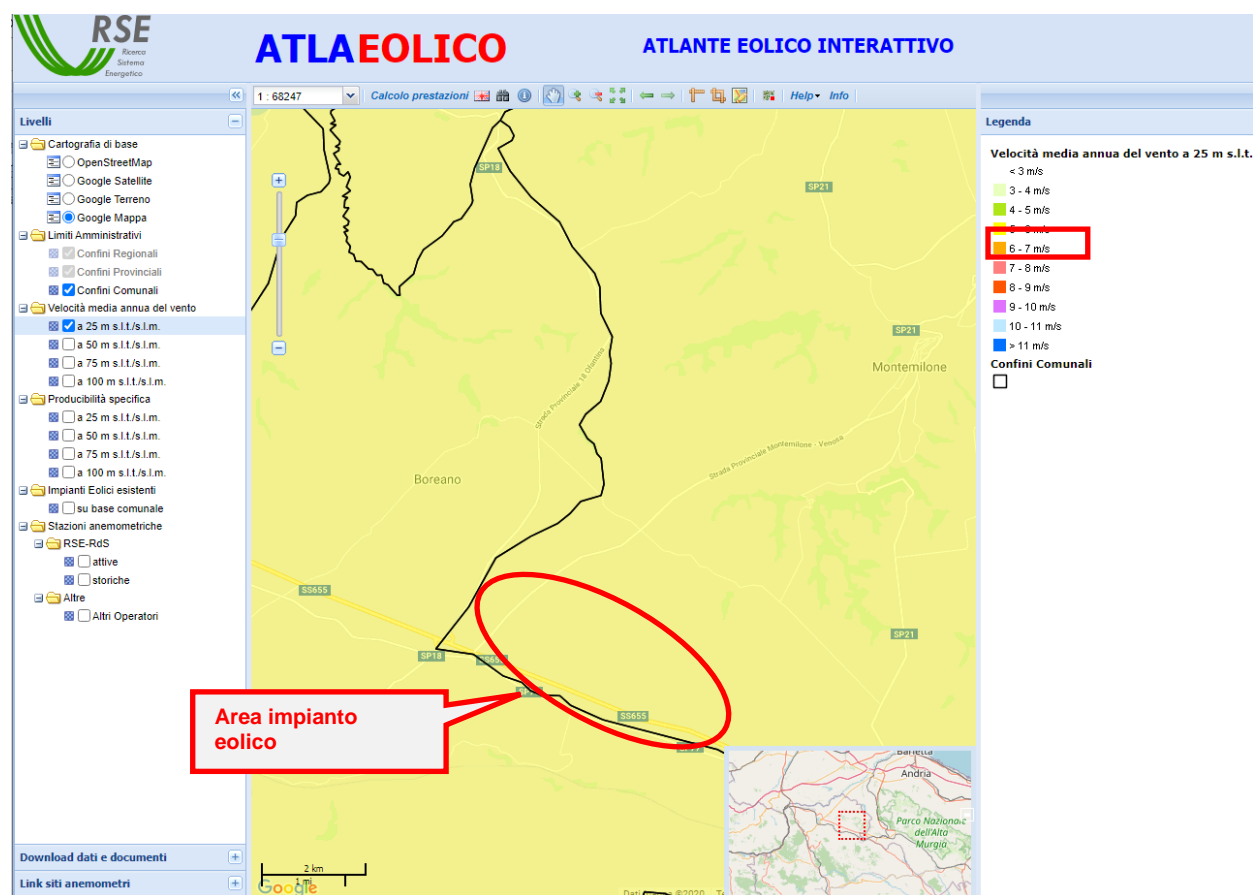 RSE
Ricerca
Sistema
Energetico
ATLAEOLICO
ATLANTE EOLICO INTERATTIVO
1 : 68247
Calcolo prestazioni
Help
Info
Livelli
Cartografia di base
OpenStreetMap
Google Satellite
Google Terreno
Google Mappa
Limiti Amministrativi
Confini Regionali
Confini Provinciali
Confini Comunali
Velocità media annua del vento
a 25 m s.l.t./s.l.m.
a 50 m s.l.t./s.l.m.
a 75 m s.l.t./s.l.m.
a 100 m s.l.t./s.l.m.
Producibilità specifica
a 25 m s.l.t./s.l.m.
a 50 m s.l.t./s.l.m.
a 75 m s.l.t./s.l.m.
a 100 m s.l.t./s.l.m.
Impianti Eolici esistenti
su base comunale
Stazioni anemometriche
RSE-RdS
attive
storiche
Altre
Altri Operatori
Download dati e documenti
Link siti anemometri
SP18
SP21
SP21
Montemilone
Strada Provinciale 18 Ofantina
Strada Provinciale Montemilone - Venosa
Boreano
SS655
SP21
SP18
SS655
Area impianto
eolico
2 km
1 mi
Google
Barletta
Andria
Parco Nazionale
dell'Alta
Murgia
Legenda
Velocità media annua del vento a 25 m s.l.t.
< 3 m/s
3 - 4 m/s
4 - 5 m/s
6 - 7 m/s
7 - 8 m/s
8 - 9 m/s
9 - 10 m/s
10 - 11 m/s
> 11 m/s
Confini Comunali